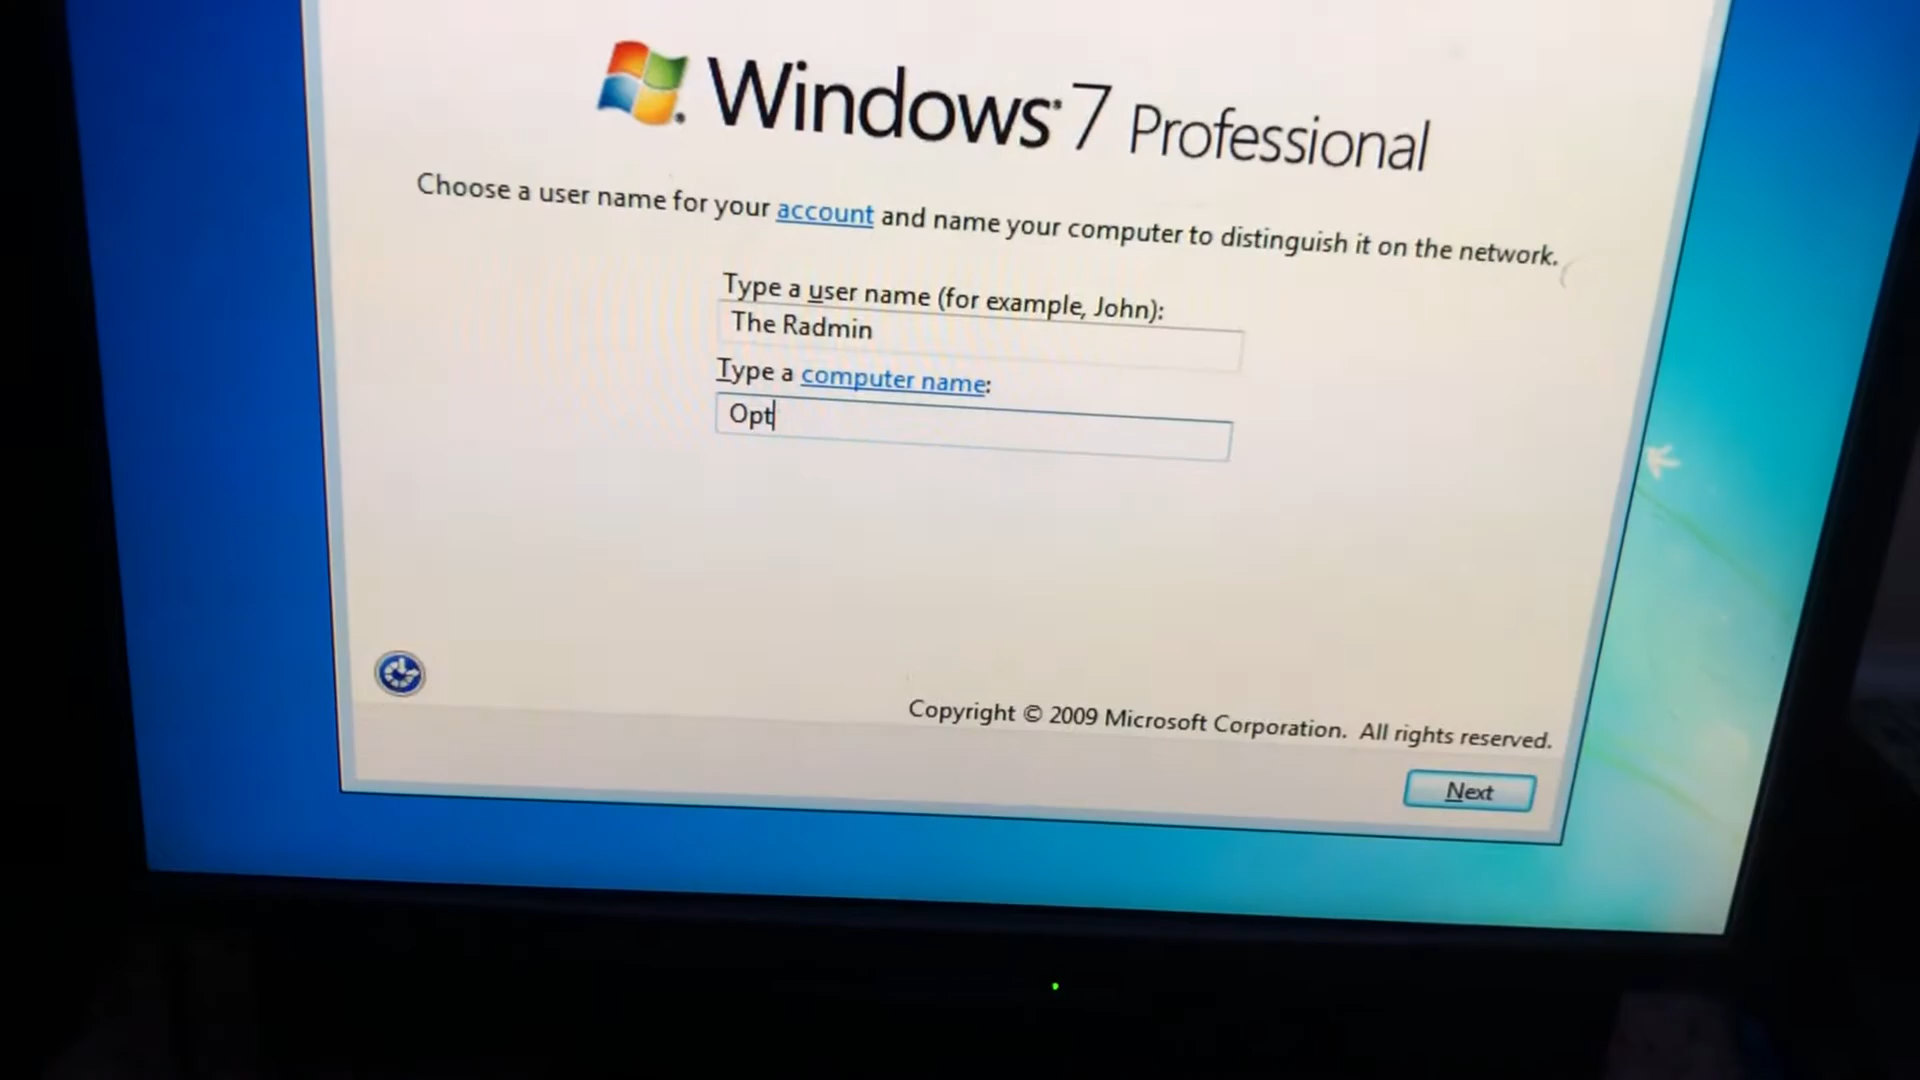 Windows® 7 Professional
Choose a user name for your account and name your computer to distinguish it on the network.
Type a user name (for example, John):
The Radmin
Type a computer name:
Opt
Copyright © 2009 Microsoft Corporation. All rights reserved.
Next